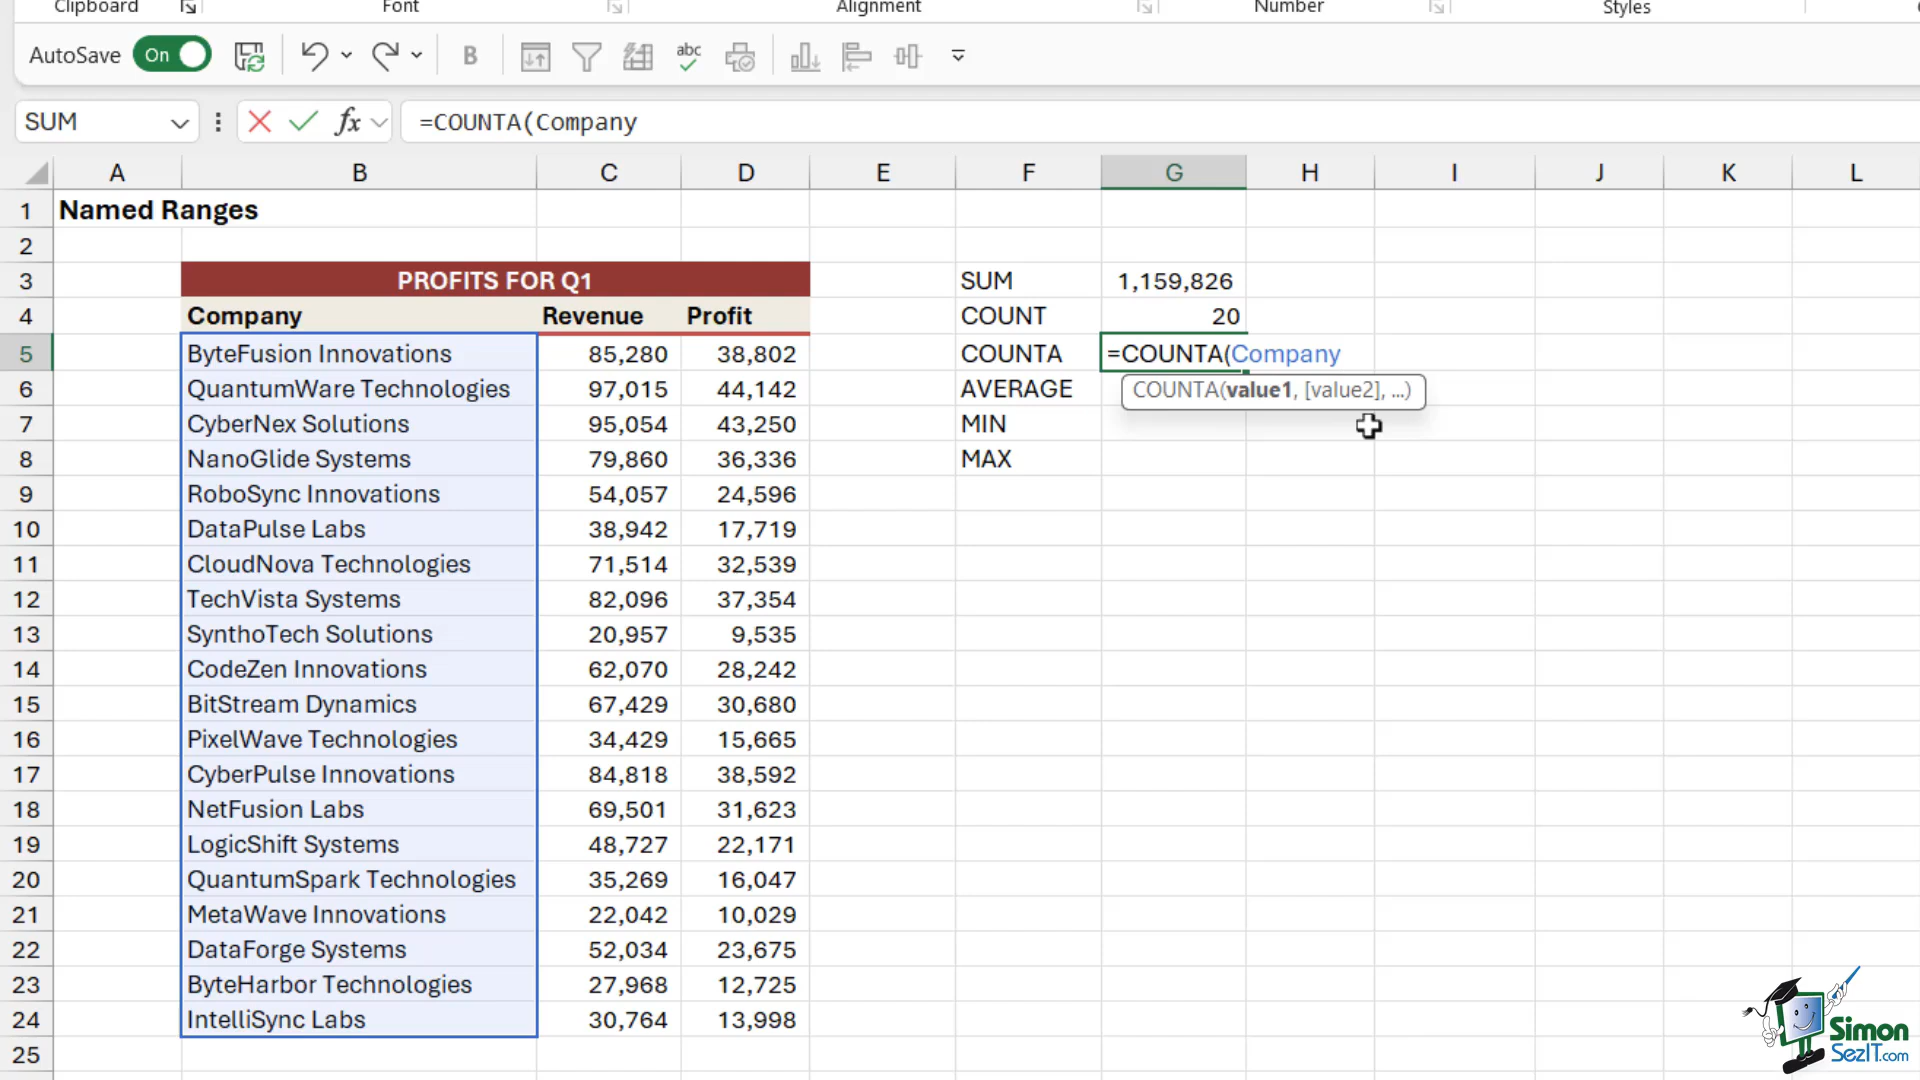 Clipboard Font Alignment Number Styles
AutoSave On B abc
SUM fx =COUNTA(Company
A B C D E F G H I J K L
1 Named Ranges
2
3 PROFITS FOR Q1 SUM 1,159,826
4 Company Revenue Profit COUNT 20
5 ByteFusion Innovations 85,280 38,802 COUNTA =COUNTA(Company
6 QuantumWare Technologies 97,015 44,142 AVERAGE COUNTA(value1, [value2], ...)
7 CyberNex Solutions 95,054 43,250 MIN
8 NanoGlide Systems 79,860 36,336 MAX
9 RoboSync Innovations 54,057 24,596
10 DataPulse Labs 38,942 17,719
11 CloudNova Technologies 71,514 32,539
12 TechVista Systems 82,096 37,354
13 SynthoTech Solutions 20,957 9,535
14 CodeZen Innovations 62,070 28,242
15 BitStream Dynamics 67,429 30,680
16 PixelWave Technologies 34,429 15,665
17 CyberPulse Innovations 84,818 38,592
18 NetFusion Labs 69,501 31,623
19 LogicShift Systems 48,727 22,171
20 QuantumSpark Technologies 35,269 16,047
21 MetaWave Innovations 22,042 10,029
22 DataForge Systems 52,034 23,675
23 ByteHarbor Technologies 27,968 12,725
24 IntelliSync Labs 30,764 13,998
25
Simon
SezIT.com